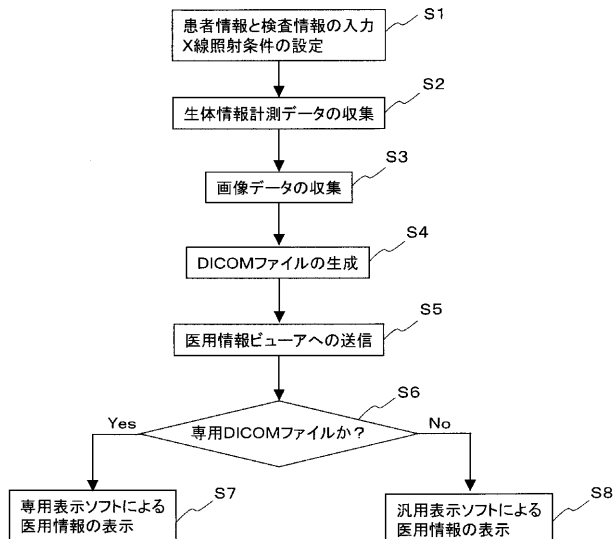 S1
患者情報と検査情報の入力
X線照射条件の設定
S2
生体情報計測データの収集
S3
画像データの収集
S4
DICOMファイルの生成
S5
医用情報ビューアへの送信
S6
Yes
専用DICOMファイルか？
No
S7
専用表示ソフトによる
医用情報の表示
S8
汎用表示ソフトによる
医用情報の表示